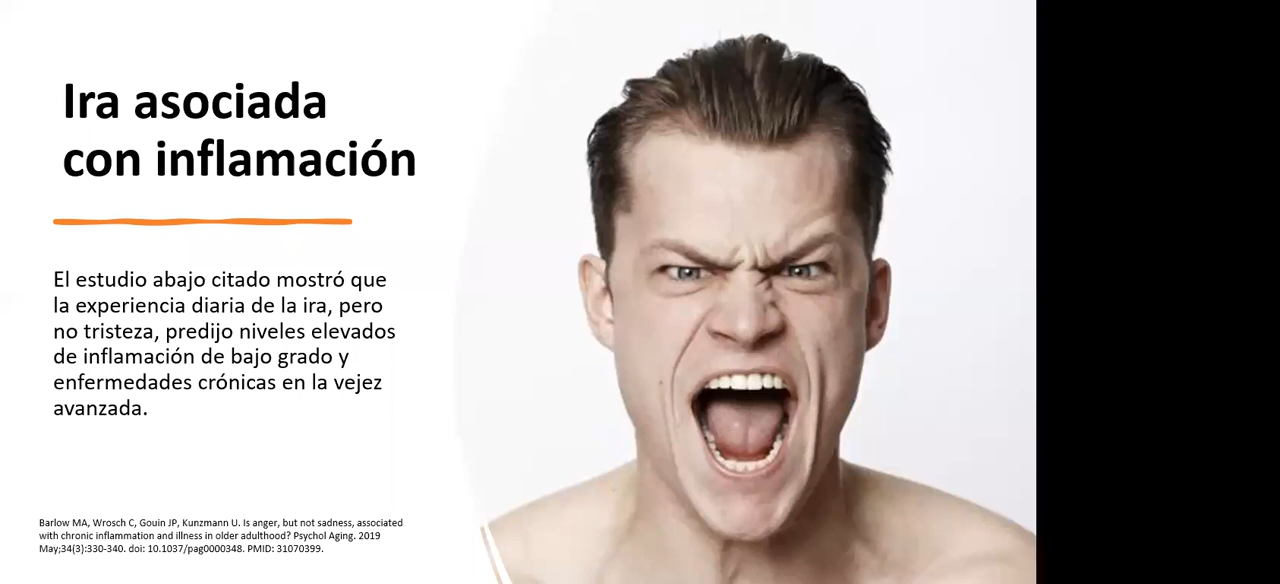 Ira asociada
con inflamación
El estudio abajo citado mostró que
la experiencia diaria de la ira, pero
no tristeza, predijo niveles elevados
de inflamación de bajo grado y
enfermedades crónicas en la vejez
avanzada.
Barlow MA, Wrosch C, Gouin JP, Kunzmann U. Is anger, but not sadness, associated
with chronic inflammation and illness in older adulthood? Psychol Aging. 2019
May;34(3):330-340. doi: 10.1037/pag0000348. PMID: 31070399.